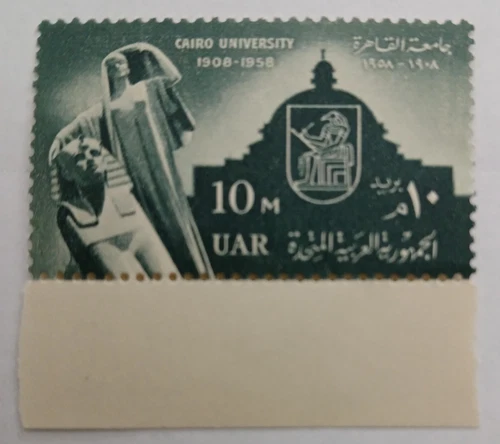 CAIRO UNIVERSITY
1908-1958
جامعة القاهرة
١٩٠٨-١٩٥٨
10 M
بريد
١٠ م
UAR
الجمهورية العربية المتحدة